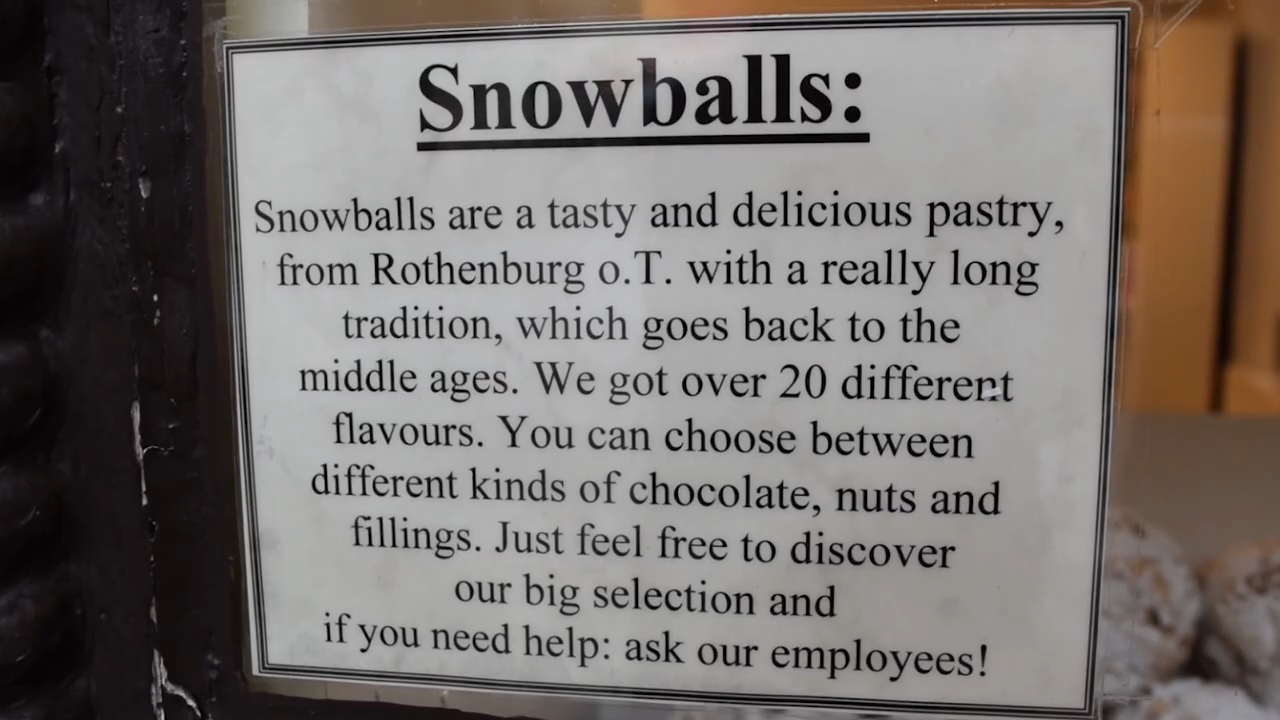 Snowballs:
Snowballs are a tasty and delicious pastry,
from Rothenburg o.T. with a really long
tradition, which goes back to the
middle ages. We got over 20 different
flavours. You can choose between
different kinds of chocolate, nuts and
fillings. Just feel free to discover
our big selection and
if you need help: ask our employees!